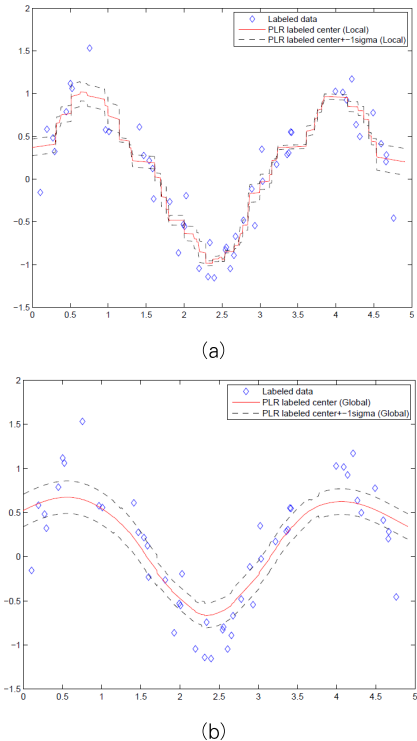 2
1.5
1
0.5
0
−0.5
−1
−1.5
0 0.5 1 1.5 2 2.5 3 3.5 4 4.5 5
Labeled data
PLR labeled center (Local)
PLR labeled center+−1sigma (Local)
(a)
2
1.5
1
0.5
0
−0.5
−1
−1.5
0 0.5 1 1.5 2 2.5 3 3.5 4 4.5 5
Labeled data
PLR labeled center (Global)
PLR labeled center+−1sigma (Global)
(b)